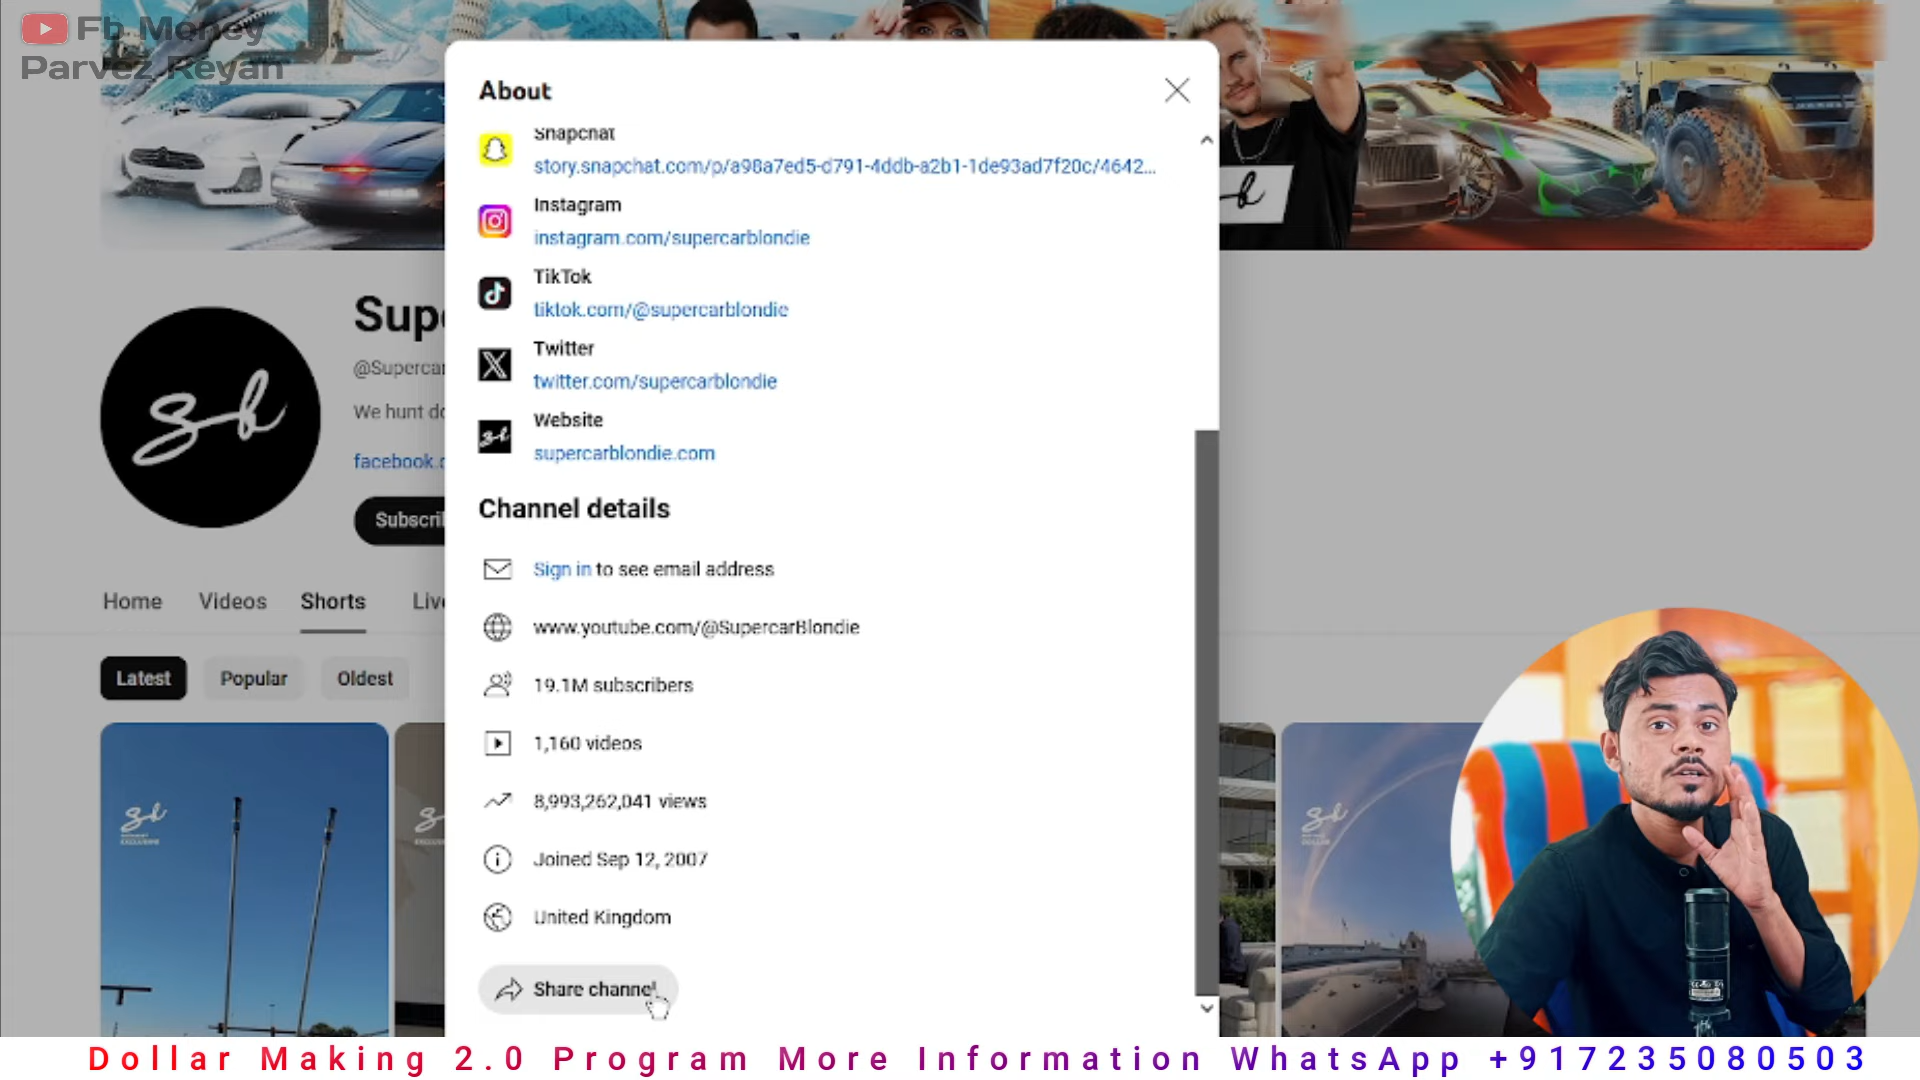 Fb Money
Parvez Reyan
About
Snapchat
story.snapchat.com/p/a98a7ed5-d791-4ddb-a2b1-1de93ad7f20c/4642...
Instagram
instagram.com/supercarblondie
TikTok
tiktok.com/@supercarblondie
Twitter
twitter.com/supercarblondie
Website
supercarblondie.com
Channel details
Sign in to see email address
www.youtube.com/@SupercarBlondie
19.1M subscribers
1,160 videos
8,993,262,041 views
Joined Sep 12, 2007
United Kingdom
Share channel
Sup
@Superca
We hunt do
facebook.c
Subscri
Home Videos Shorts Liv
Latest Popular Oldest
Dollar Making 2.0 Program More Information WhatsApp +917235080503